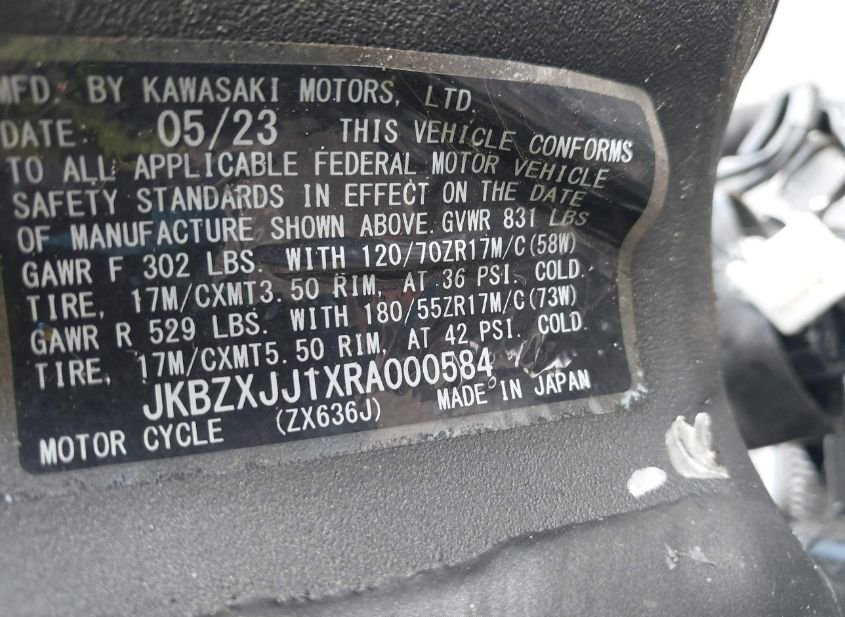 MFD. BY KAWASAKI MOTORS, LTD.
DATE: 05/23 THIS VEHICLE CONFORMS
TO ALL APPLICABLE FEDERAL MOTOR VEHICLE
SAFETY STANDARDS IN EFFECT ON THE DATE
OF MANUFACTURE SHOWN ABOVE. GVWR 831 LBS
GAWR F 302 LBS. WITH 120/70ZR17M/C(58W)
TIRE, 17M/CXMT3.50 RIM, AT 36 PSI. COLD.
GAWR R 529 LBS. WITH 180/55ZR17M/C(73W)
TIRE, 17M/CXMT5.50 RIM, AT 42 PSI. COLD.
JKBZXJJ1XRA000584
MOTOR CYCLE (ZX636J) MADE IN JAPAN